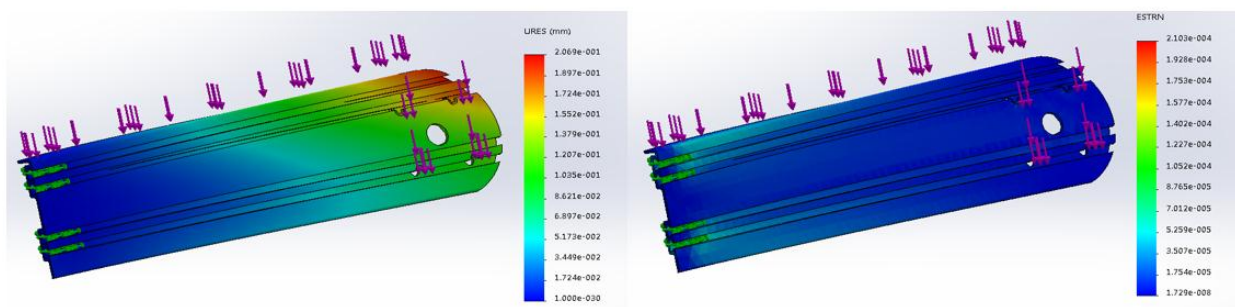 URES (mm)
2.069e-001
1.897e-001
1.724e-001
1.552e-001
1.379e-001
1.207e-001
1.035e-001
8.621e-002
6.897e-002
5.173e-002
3.449e-002
1.724e-002
1.000e-030
ESTRN
2.103e-004
1.928e-004
1.753e-004
1.577e-004
1.402e-004
1.227e-004
1.052e-004
8.765e-005
7.012e-005
5.259e-005
3.507e-005
1.754e-005
1.729e-008